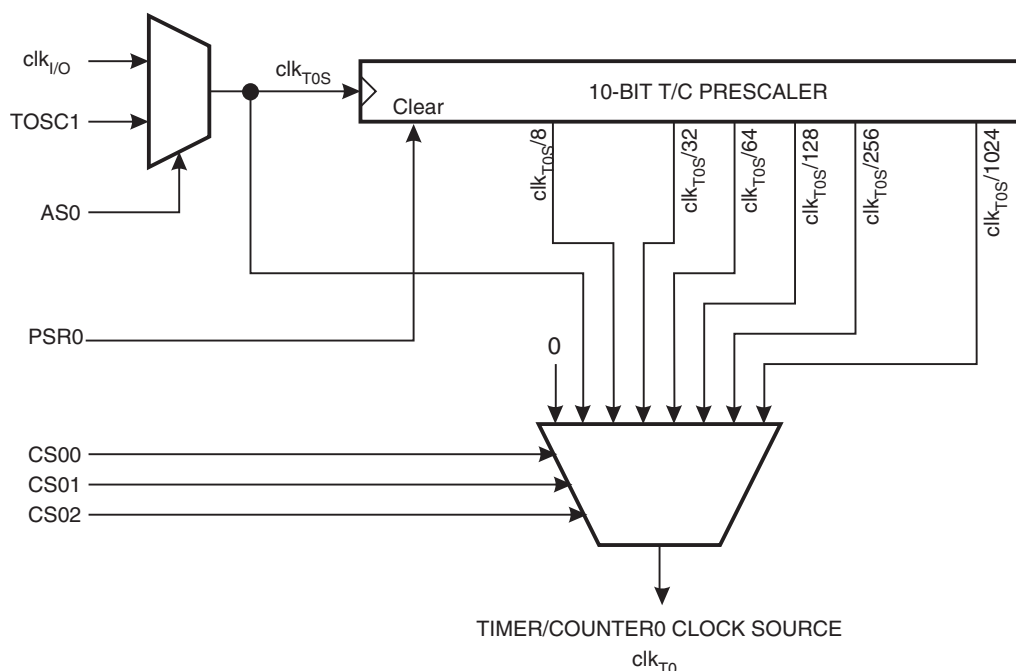 clkI/O
TOSC1
AS0
PSR0
clkT0S
10-BIT T/C PRESCALER
Clear
clkT0S/8
clkT0S/32
clkT0S/64
clkT0S/128
clkT0S/256
clkT0S/1024
0
CS00
CS01
CS02
TIMER/COUNTER0 CLOCK SOURCE
clkT0